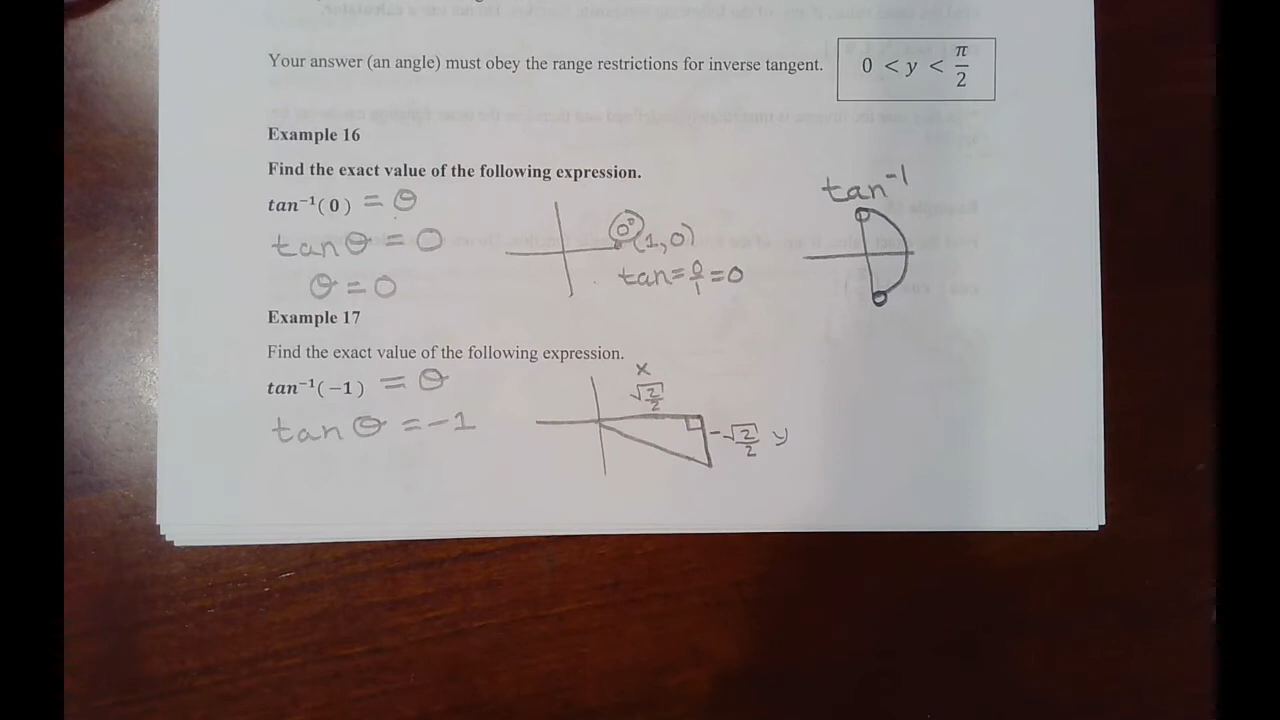 Your answer (an angle) must obey the range restrictions for inverse tangent.
0 < y < π/2
Example 16
Find the exact value of the following expression.
tan⁻¹(0) = θ
tan θ = 0
θ = 0
0°
(1,0)
tan = 0/1 = 0
tan⁻¹
Example 17
Find the exact value of the following expression.
tan⁻¹(−1) = θ
tan θ = −1
x
√2/2
−√2/2 y